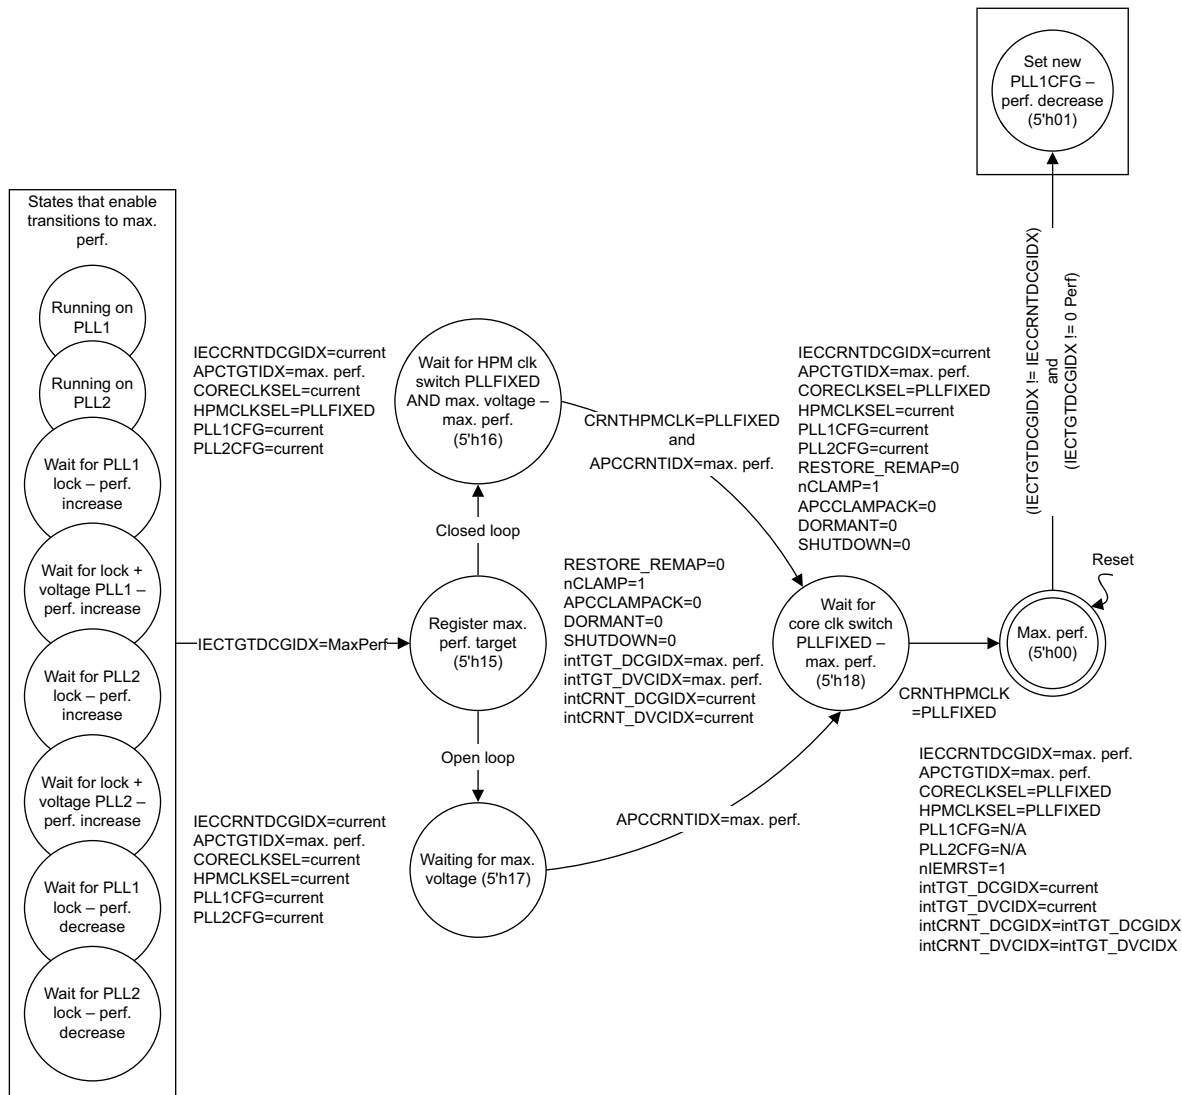 Set new
PLL1CFG –
perf. decrease
(5'h01)
States that enable
transitions to max.
perf.
Running on
PLL1
Running on
PLL2
Wait for PLL1
lock – perf.
increase
Wait for lock +
voltage PLL1 –
perf. increase
Wait for PLL2
lock – perf.
increase
Wait for lock +
voltage PLL2 –
perf. increase
Wait for PLL1
lock – perf.
decrease
Wait for PLL2
lock – perf.
decrease
IECCRNTDCGIDX=current
APCTGTIDX=max. perf.
CORECLKSEL=current
HPMCLKSEL=PLLFIXED
PLL1CFG=current
PLL2CFG=current
Wait for HPM clk
switch PLLFIXED
AND max. voltage –
max. perf.
(5'h16)
CRNTHPMCLK=PLLFIXED
and
APCCRNTIDX=max. perf.
IECCRNTDCGIDX=current
APCTGTIDX=max. perf.
CORECLKSEL=PLLFIXED
HPMCLKSEL=current
PLL1CFG=current
PLL2CFG=current
RESTORE_REMAP=0
nCLAMP=1
APCCLAMPACK=0
DORMANT=0
SHUTDOWN=0
(IECTGTDCGIDX != IECCRNTDCGIDX)
and
(IECTGTDCGIDX != 0 Perf)
Closed loop
IECTGTDCGIDX=MaxPerf
Register max.
perf. target
(5'h15)
RESTORE_REMAP=0
nCLAMP=1
APCCLAMPACK=0
DORMANT=0
SHUTDOWN=0
intTGT_DCGIDX=max. perf.
intTGT_DVCIDX=max. perf.
intCRNT_DCGIDX=current
intCRNT_DVCIDX=current
Wait for
core clk switch
PLLFIXED –
max. perf.
(5'h18)
Reset
Max. perf.
(5'h00)
CRNTHPMCLK
=PLLFIXED
Open loop
IECCRNTDCGIDX=current
APCTGTIDX=max. perf.
CORECLKSEL=current
HPMCLKSEL=current
PLL1CFG=current
PLL2CFG=current
Waiting for max.
voltage (5'h17)
APCCRNTIDX=max. perf.
IECCRNTDCGIDX=max. perf.
APCTGTIDX=max. perf.
CORECLKSEL=PLLFIXED
HPMCLKSEL=PLLFIXED
PLL1CFG=N/A
PLL2CFG=N/A
nIEMRST=1
intTGT_DCGIDX=current
intTGT_DVCIDX=current
intCRNT_DCGIDX=intTGT_DCGIDX
intCRNT_DVCIDX=intTGT_DVCIDX